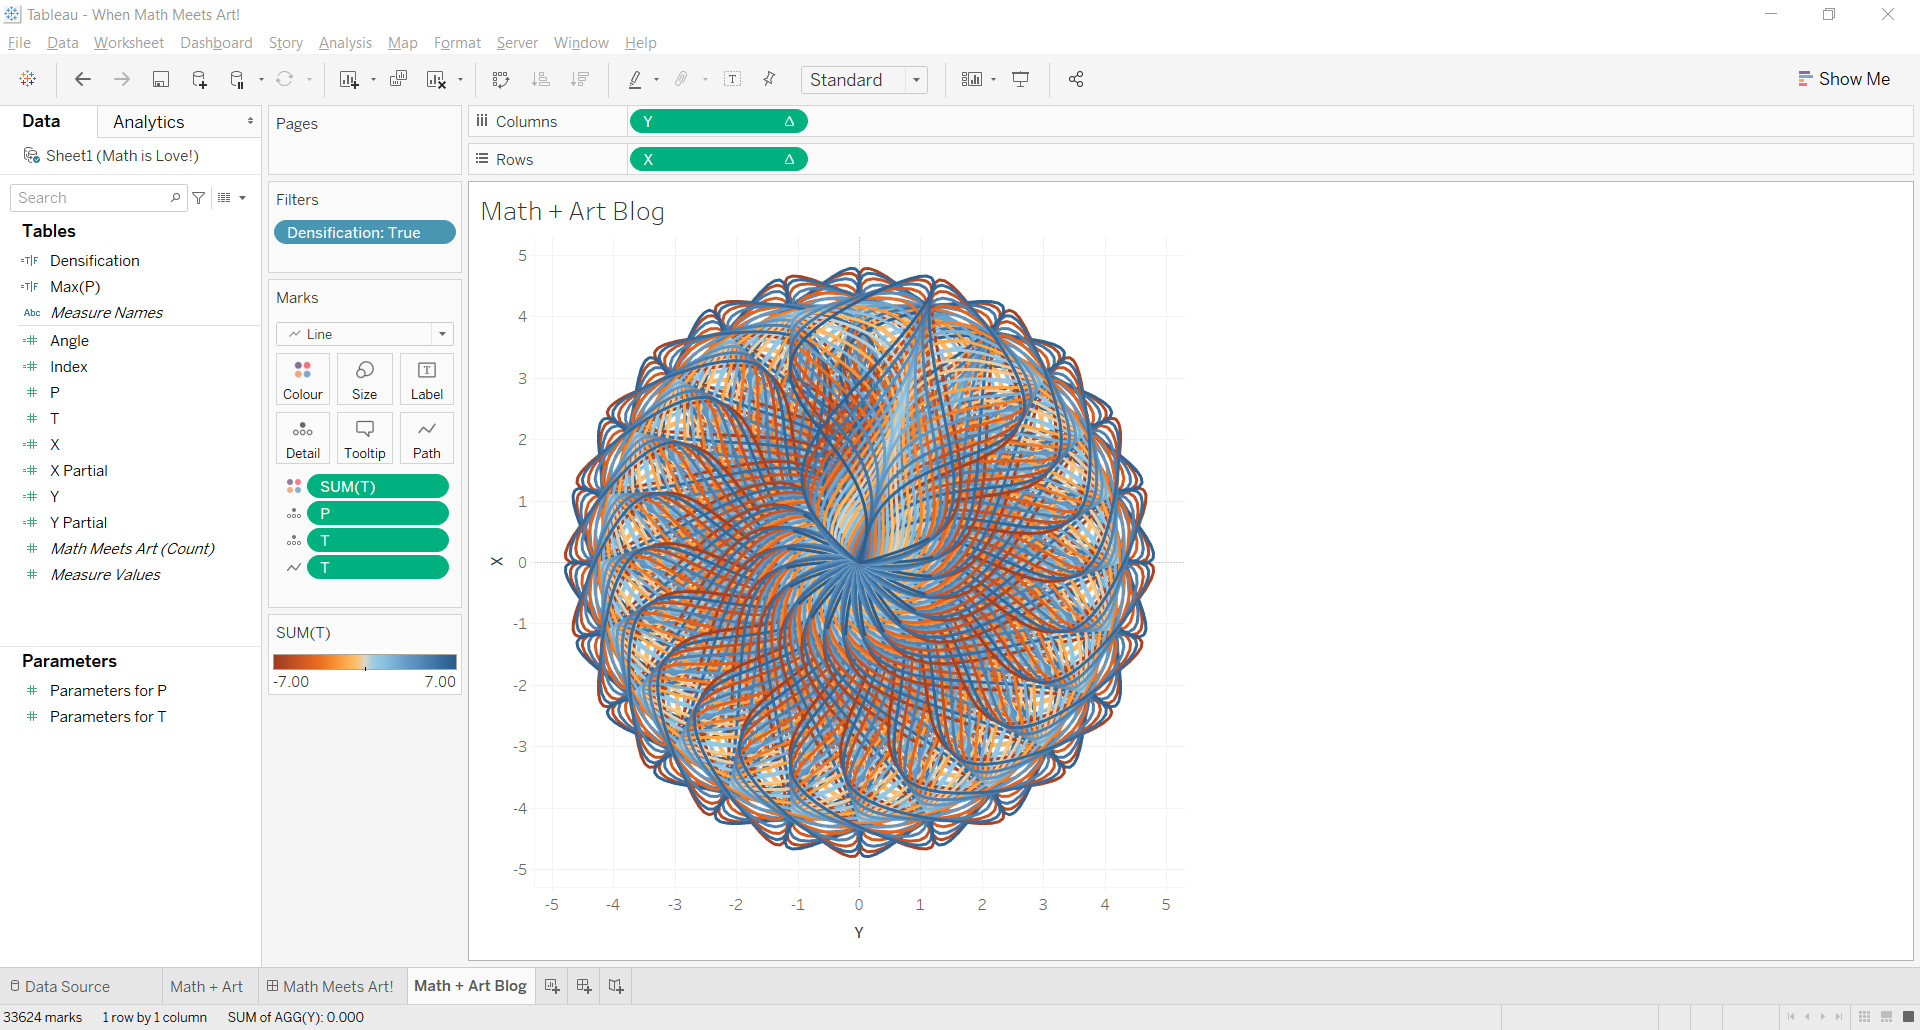 Tableau - When Math Meets Art!
File Data Worksheet Dashboard Story Analysis Map Format Server Window Help
Standard
Show Me
Data Analytics
Sheet1 (Math is Love!)
Search
Tables
=T|F Densification
=T|F Max(P)
Abc Measure Names
=# Angle
=# Index
# P
# T
=# X
=# X Partial
=# Y
=# Y Partial
# Math Meets Art (Count)
# Measure Values
Parameters
# Parameters for P
# Parameters for T
Pages
Filters
Densification: True
Marks
Line
Colour Size Label
Detail Tooltip Path
SUM(T)
P
T
T
SUM(T)
-7.00 7.00
Columns Y Δ
Rows X Δ
Math + Art Blog
5
4
3
2
1
X 0
-1
-2
-3
-4
-5
-5 -4 -3 -2 -1 0 1 2 3 4 5
Y
Data Source Math + Art Math Meets Art! Math + Art Blog
33624 marks 1 row by 1 column SUM of AGG(Y): 0.000